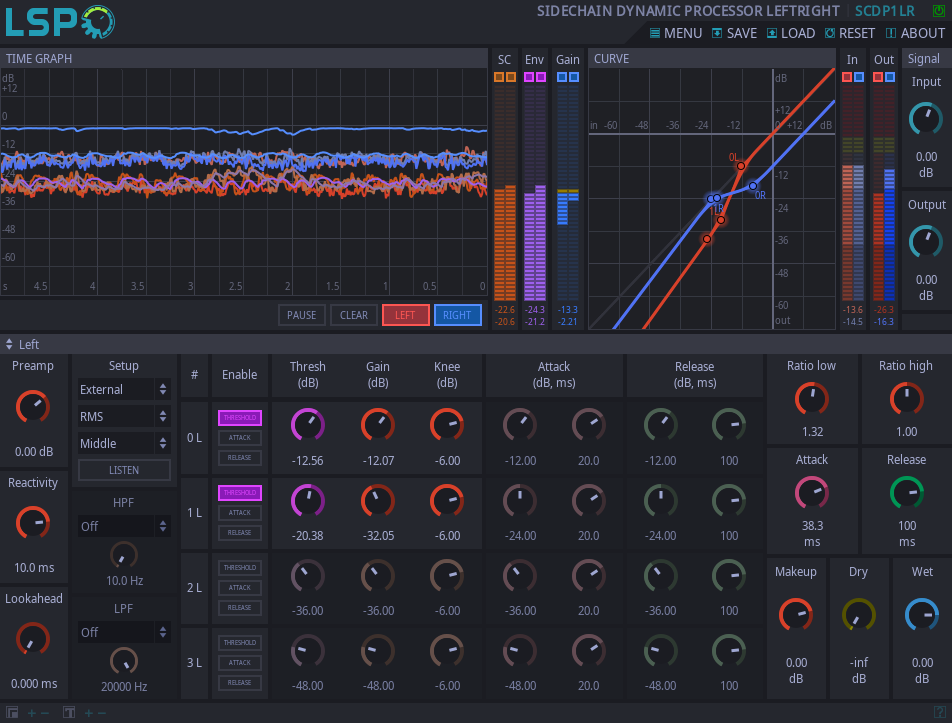 LSP
SIDECHAIN DYNAMIC PROCESSOR LEFTRIGHT SCDP1LR
MENU SAVE LOAD RESET ABOUT
TIME GRAPH
dB
+12
0
-12
-24
-36
-48
-60
s 4.5 4 3.5 3 2.5 2 1.5 1 0.5 0
PAUSE CLEAR LEFT RIGHT
SC Env Gain
-22.6 -24.3 -13.3
-20.6 -21.2 -2.21
CURVE
dB
+12
in -60 -48 -36 -24 -12 0 +12 dB
0L
-12
0R
1R
-24
-36
-48
-60
out
In Out
-13.6 -26.3
-14.5 -16.3
Signal
Input
0.00
dB
Output
0.00
dB
Left
Preamp
0.00 dB
Reactivity
10.0 ms
Lookahead
0.000 ms
Setup
External
RMS
Middle
LISTEN
HPF
Off
10.0 Hz
LPF
Off
20000 Hz
# Enable Thresh (dB) Gain (dB) Knee (dB) Attack (dB, ms) Release (dB, ms)
THRESHOLD
0 L ATTACK
RELEASE
-12.56 -12.07 -6.00 -12.00 20.0 -12.00 100
THRESHOLD
1 L ATTACK
RELEASE
-20.38 -32.05 -6.00 -24.00 20.0 -24.00 100
THRESHOLD
2 L ATTACK
RELEASE
-36.00 -36.00 -6.00 -36.00 20.0 -36.00 100
THRESHOLD
3 L ATTACK
RELEASE
-48.00 -48.00 -6.00 -48.00 20.0 -48.00 100
Ratio low Ratio high
1.32 1.00
Attack Release
38.3 100
ms ms
Makeup Dry Wet
0.00 -inf 0.00
dB dB dB